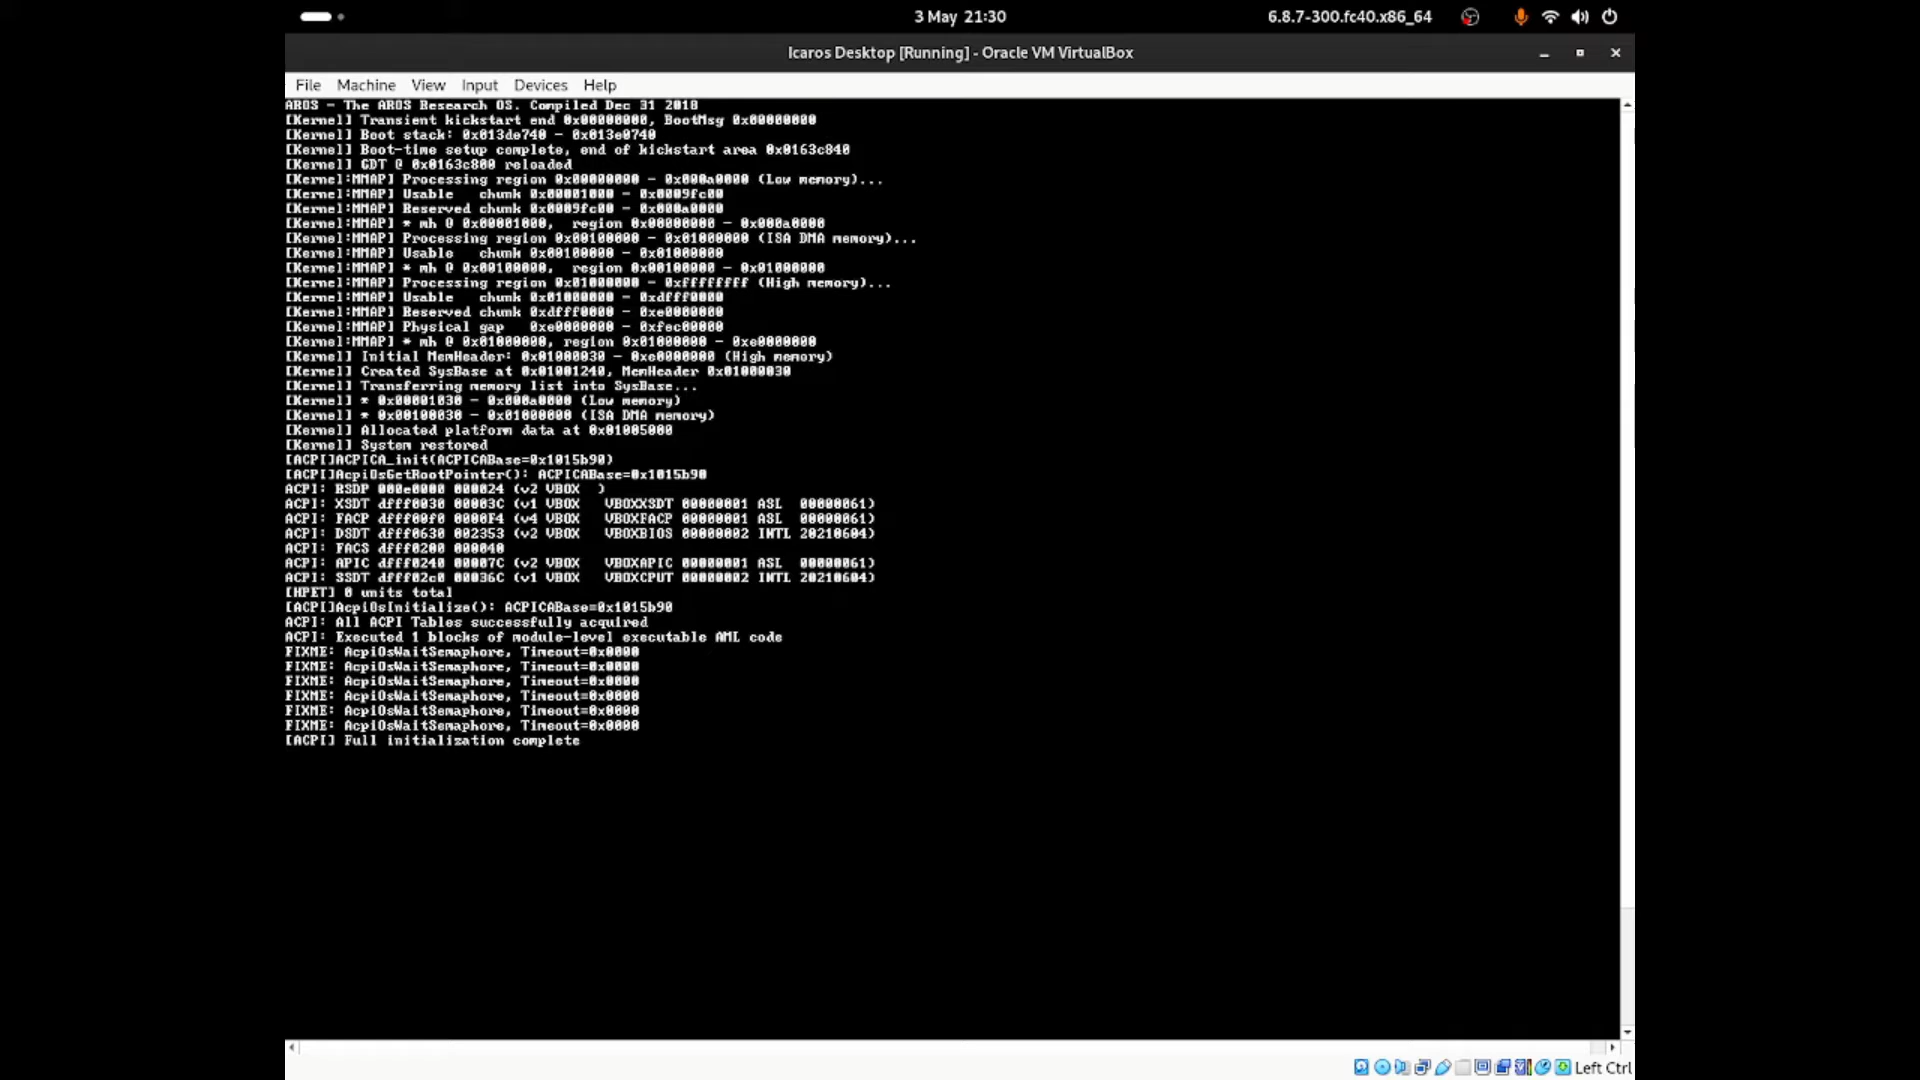 3 May 21:30
6.8.7-300.fc40.x86_64
Icaros Desktop [Running] - Oracle VM VirtualBox
File Machine View Input Devices Help
AROS - The AROS Research OS. Compiled Dec 31 2018
[Kernel] Transient kickstart end 0x00000000, BootMsg 0x00000000
[Kernel] Boot stack: 0x013de740 - 0x013e0740
[Kernel] Boot-time setup complete, end of kickstart area 0x0163c840
[Kernel] GDT @ 0x0163c800 reloaded
[Kernel:MMAP] Processing region 0x00000000 - 0x000a0000 (Low memory)...
[Kernel:MMAP] Usable   chunk 0x00001000 - 0x0009fc00
[Kernel:MMAP] Reserved chunk 0x0009fc00 - 0x000a0000
[Kernel:MMAP] * mh @ 0x00001000,  region 0x00000000 - 0x000a0000
[Kernel:MMAP] Processing region 0x00100000 - 0x01000000 (ISA DMA memory)...
[Kernel:MMAP] Usable   chunk 0x00100000 - 0x01000000
[Kernel:MMAP] * mh @ 0x00100000,  region 0x00100000 - 0x01000000
[Kernel:MMAP] Processing region 0x01000000 - 0xffffffff (High memory)...
[Kernel:MMAP] Usable   chunk 0x01000000 - 0xdfff0000
[Kernel:MMAP] Reserved chunk 0xdfff0000 - 0xe0000000
[Kernel:MMAP] Physical gap   0xe0000000 - 0xfec00000
[Kernel:MMAP] * mh @ 0x01000000, region 0x01000000 - 0xe0000000
[Kernel] Initial MemHeader: 0x01000030 - 0xe0000000 (High memory)
[Kernel] Created SysBase at 0x01001240, MemHeader 0x01000030
[Kernel] Transferring memory list into SysBase...
[Kernel] * 0x00001030 - 0x000a0000 (Low memory)
[Kernel] * 0x00100030 - 0x01000000 (ISA DMA memory)
[Kernel] Allocated platform data at 0x01005000
[Kernel] System restored
[ACPI]ACPICA_init(ACPICABase=0x1015b90)
[ACPI]AcpiOsGetRootPointer(): ACPICABase=0x1015b90
ACPI: RSDP 000e0000 000024 (v2 VBOX  )
ACPI: XSDT dfff0030 00003C (v1 VBOX   VBOXXSDT 00000001 ASL  00000061)
ACPI: FACP dfff00f0 0000F4 (v4 VBOX   VBOXFACP 00000001 ASL  00000061)
ACPI: DSDT dfff0630 002353 (v2 VBOX   VBOXBIOS 00000002 INTL 20210604)
ACPI: FACS dfff0200 000040
ACPI: APIC dfff0240 00007C (v2 VBOX   VBOXAPIC 00000001 ASL  00000061)
ACPI: SSDT dfff02c0 00036C (v1 VBOX   VBOXCPUT 00000002 INTL 20210604)
[HPET] 0 units total
[ACPI]AcpiOsInitialize(): ACPICABase=0x1015b90
ACPI: All ACPI Tables successfully acquired
ACPI: Executed 1 blocks of module-level executable AML code
FIXME: AcpiOsWaitSemaphore, Timeout=0x0000
FIXME: AcpiOsWaitSemaphore, Timeout=0x0000
FIXME: AcpiOsWaitSemaphore, Timeout=0x0000
FIXME: AcpiOsWaitSemaphore, Timeout=0x0000
FIXME: AcpiOsWaitSemaphore, Timeout=0x0000
FIXME: AcpiOsWaitSemaphore, Timeout=0x0000
[ACPI] Full initialization complete
Left Ctrl